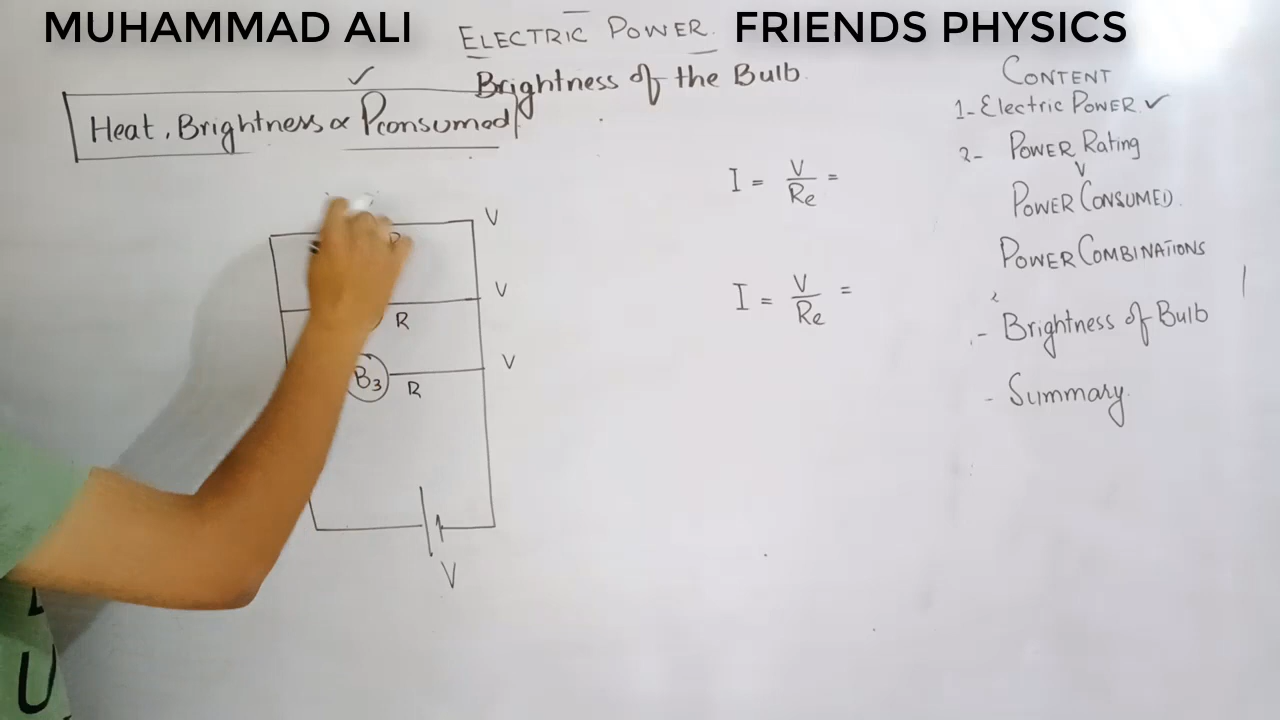 MUHAMMAD ALI
ELECTRIC POWER.
FRIENDS PHYSICS
Brightness of the Bulb
Heat, Brightness ∝ Pconsumed
CONTENT
1- Electric POWER ✓
2- POWER Rating
POWER CONSUMED.
POWER COMBINATIONS
- Brightness of Bulb
- Summary
I = V/Re =
I = V/Re =
V
R
V
R
V
B3
R
V
U